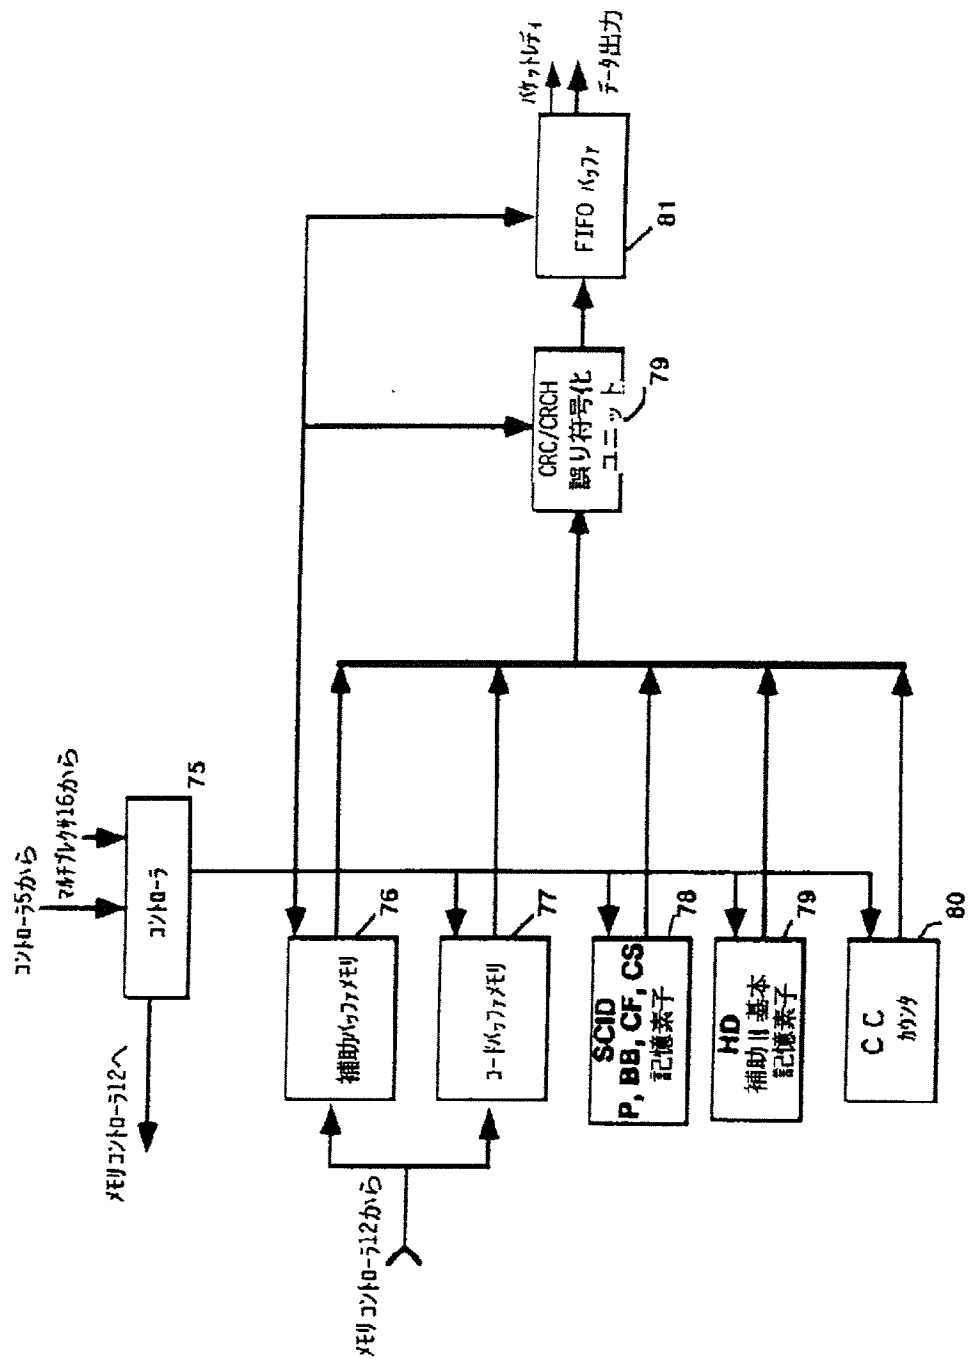 コントローラ5から
マルチプレクサ16から
コントローラ
75
メモリコントローラ12へ
メモリコントローラ12から
補助バッファメモリ
76
コードバッファメモリ
77
SCID
P, BB, CF, CS
記憶素子
78
HD
補助||基本
記憶素子
79
CC
カウンタ
80
CRC/CRCH
誤り符号化
ユニット
79
FIFO バッファ
81
パケットレディ
データ出力